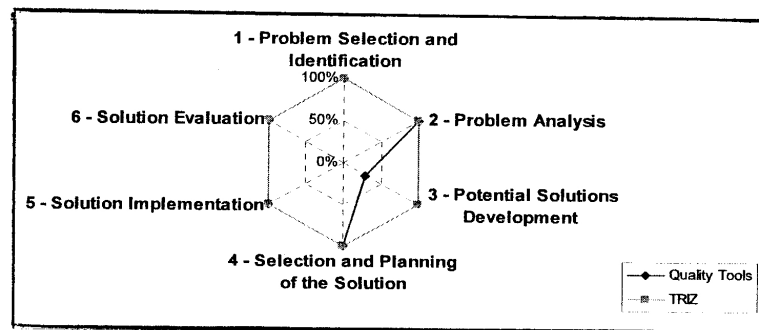 1 - Problem Selection and
Identification
100%
6 - Solution Evaluation
50%
2 - Problem Analysis
0%
5 - Solution Implementation
3 - Potential Solutions
Development
4 - Selection and Planning
of the Solution
Quality Tools
TRIZ